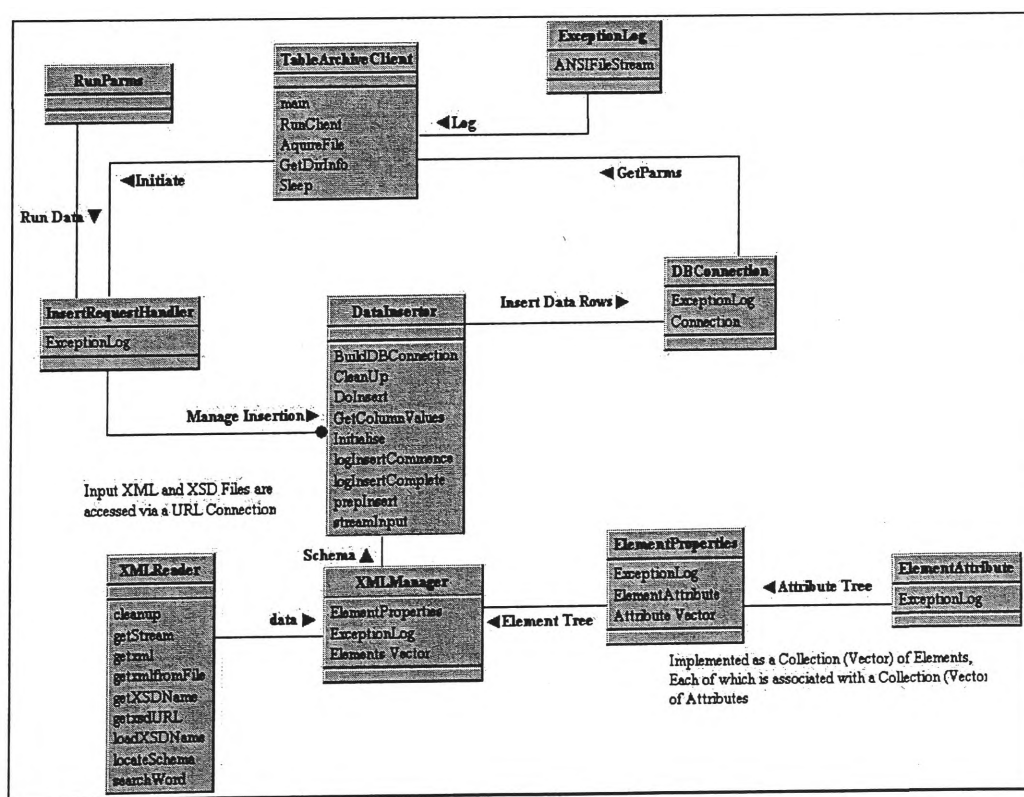 ExceptionLog
ANSIFileStream
TableArchiveClient
main
RunClient
AquireFile
GetDirInfo
Sleep
RunParms
◄Log
◄Initiate
◄GetParms
Run Data ▼
DBConnection
ExceptionLog
Connection
InsertRequestHandler
ExceptionLog
DataInsertor
BuildDBConnection
CleanUp
DoInsert
GetColumnValues
Initialise
logInsertCommence
logInsertComplete
prepInsert
streamInput
Insert Data Rows ►
Manage Insertion►
Input XML and XSD Files are
accessed via a URL Connection
Schema ▲
XMLReader
cleanup
getStream
getxml
getxmlfromFile
getXSDName
getxsdURL
loadXSDName
locateSchema
searchWord
data ►
XMLManager
ElementProperties
ExceptionLog
Elements Vector
◄Element Tree
ElementProperties
ExceptionLog
ElementAttribute
Attribute Vector
◄Attribute Tree
ElementAttribute
ExceptionLog
Implemented as a Collection (Vector) of Elements,
Each of which is associated with a Collection (Vector
of Attributes